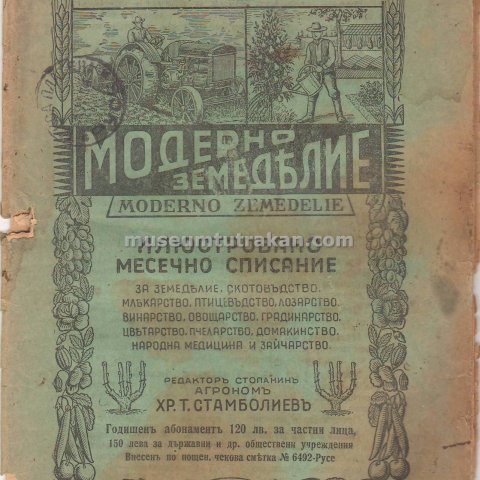 МОДЕРНО
ЗЕМЕДѢЛИЕ
MODERNO ZEMEDELIE
museumtutrakan.com
ИЛЮСТРОВАНО
МЕСЕЧНО СПИСАНИЕ
ЗА ЗЕМЕДЕЛИЕ, СКОТОВЪДСТВО,
МЛѢКАРСТВО, ПТИЦЕВЪДСТВО, ЛОЗАРСТВО,
ВИНАРСТВО, ОВОЩАРСТВО, ГРАДИНАРСТВО,
ЦВѢТАРСТВО, ПЧЕЛАРСТВО, ДОМАКИНСТВО,
НАРОДНА МЕДИЦИНА И ЗАЙЧАРСТВО.
РЕДАКТОРЪ СТОПАНИНЪ
АГРОНОМЪ
ХР. Т. СТАМБОЛИЕВЪ
Годишенъ абонаментъ 120 лв. за частни лица,
150 лева за държавни и др. обществени учреждения
Внесенъ по пощен. чекова смѣтка № 6492-Русе